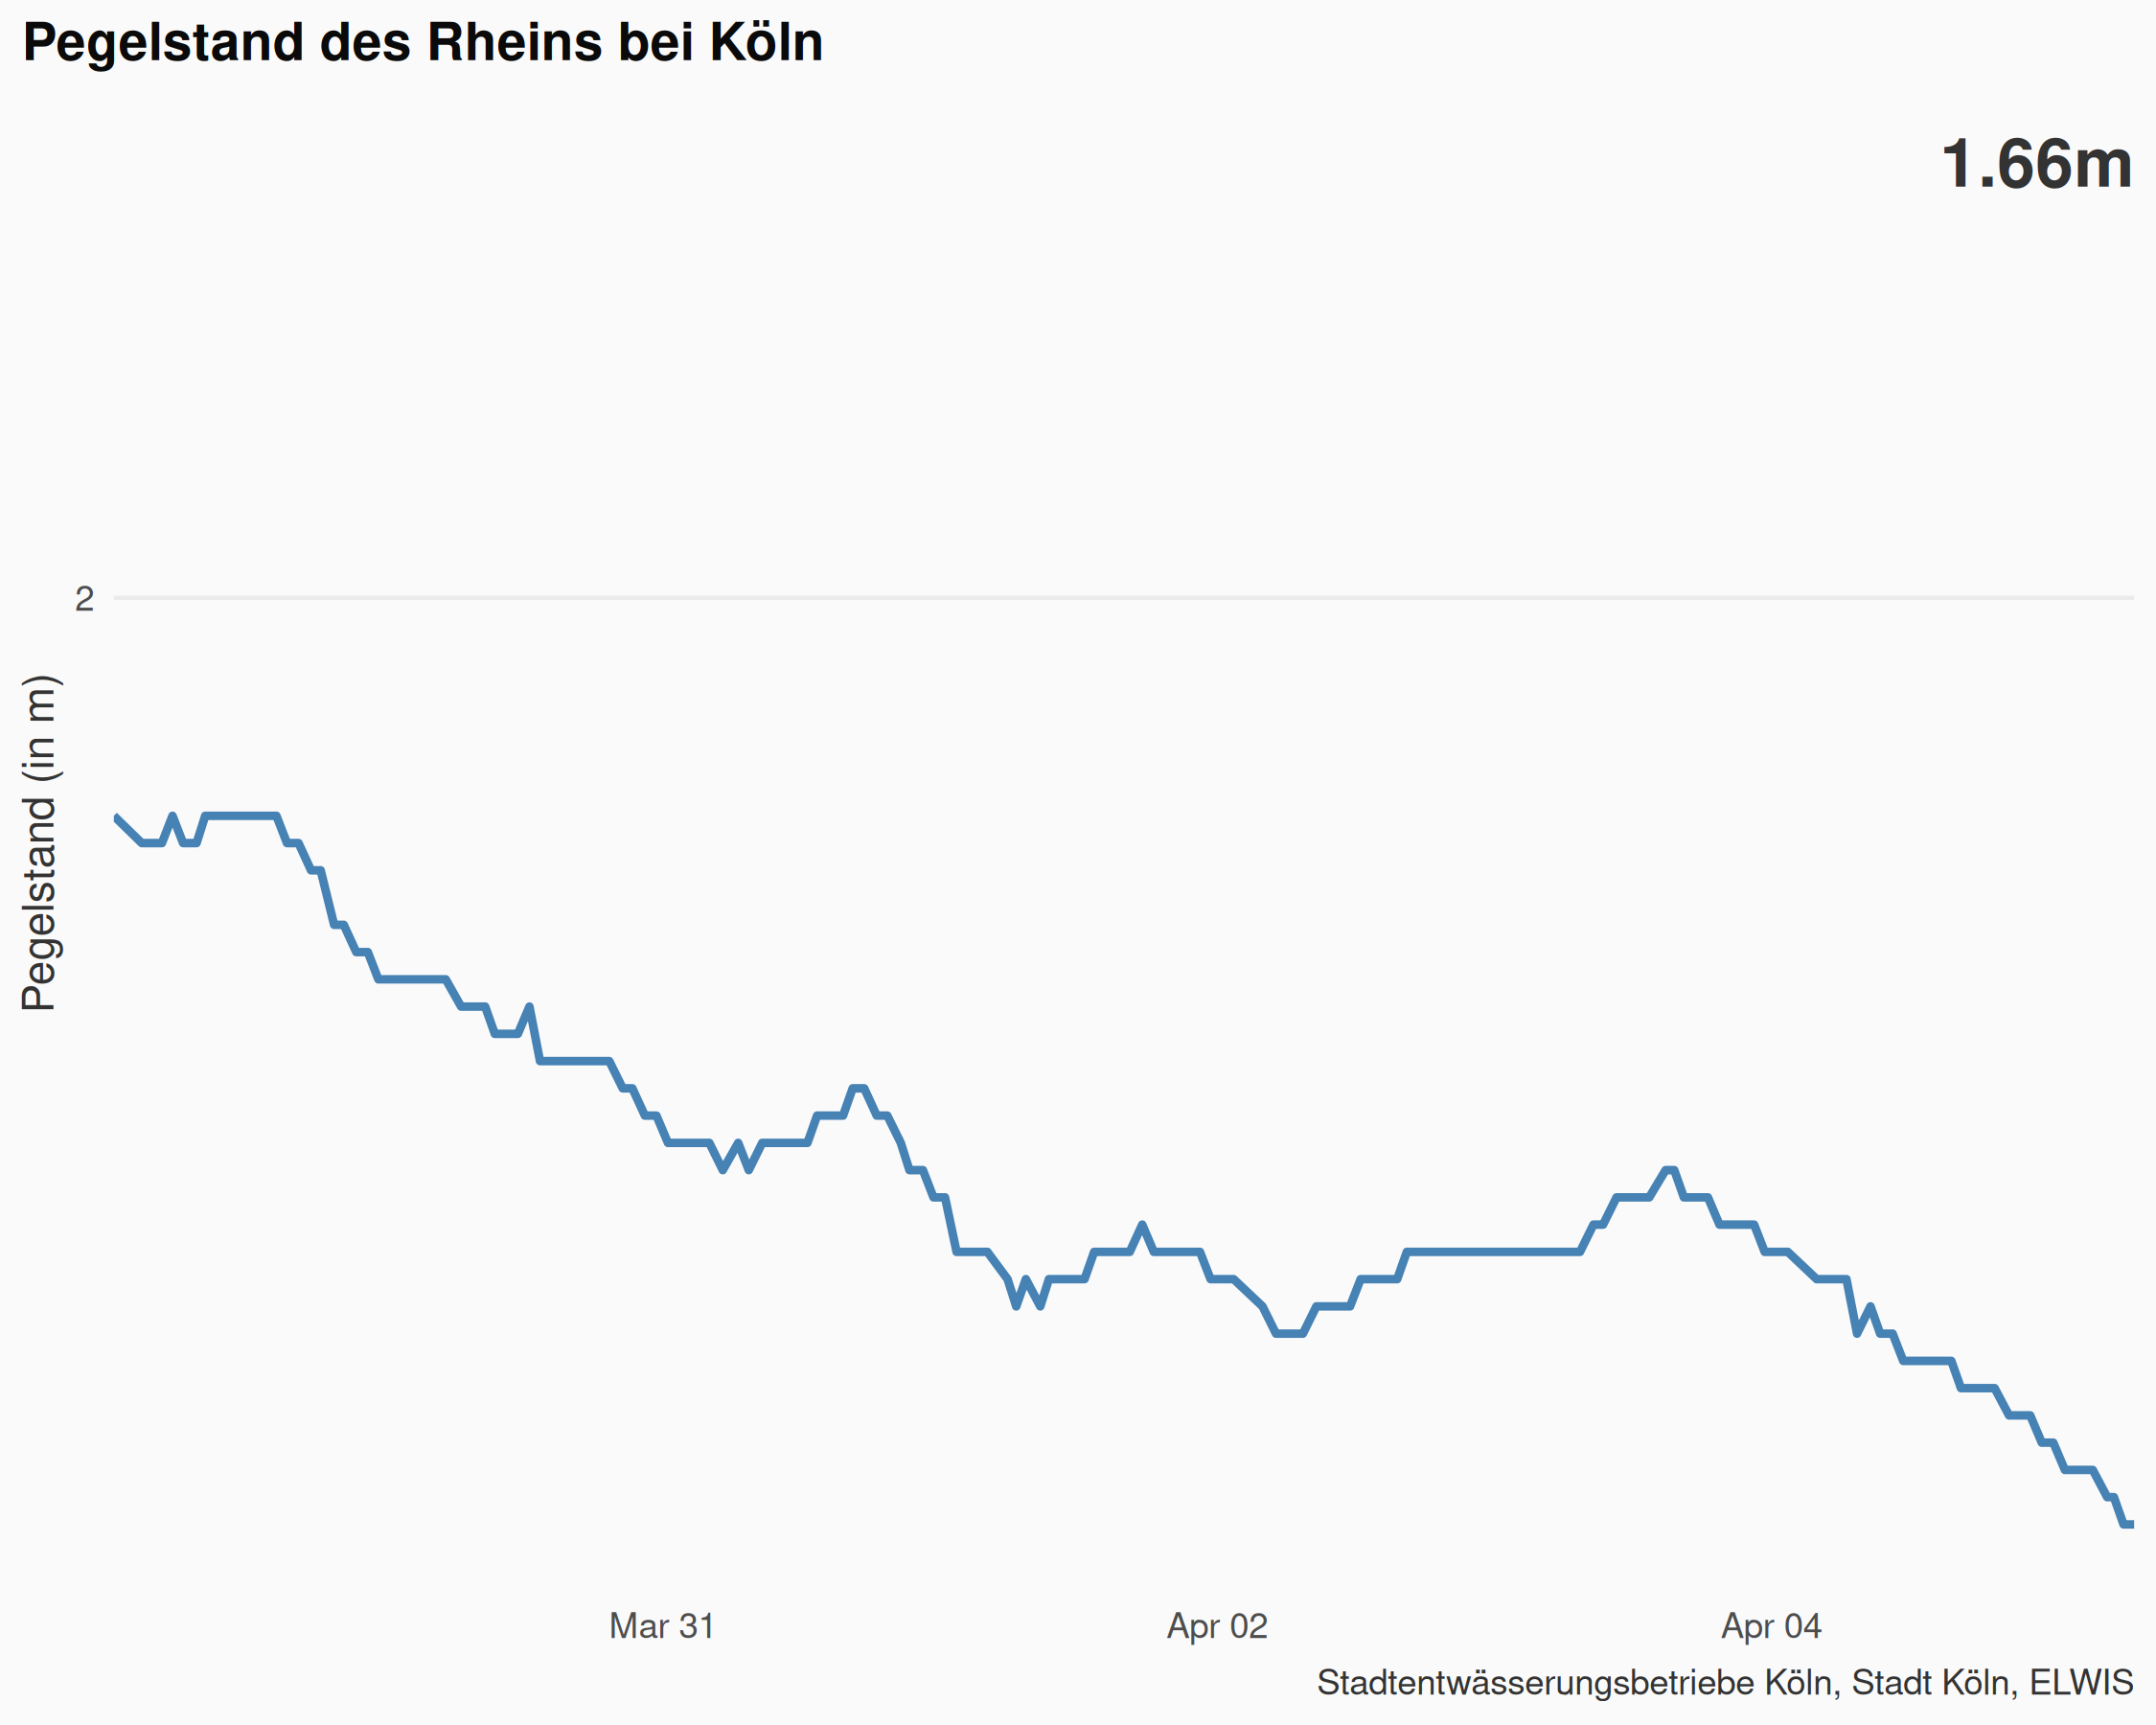 Pegelstand des Rheins bei Köln
1.66m
2
Pegelstand (in m)
Mar 31
Apr 02
Apr 04
Stadtentwässerungsbetriebe Köln, Stadt Köln, ELWIS